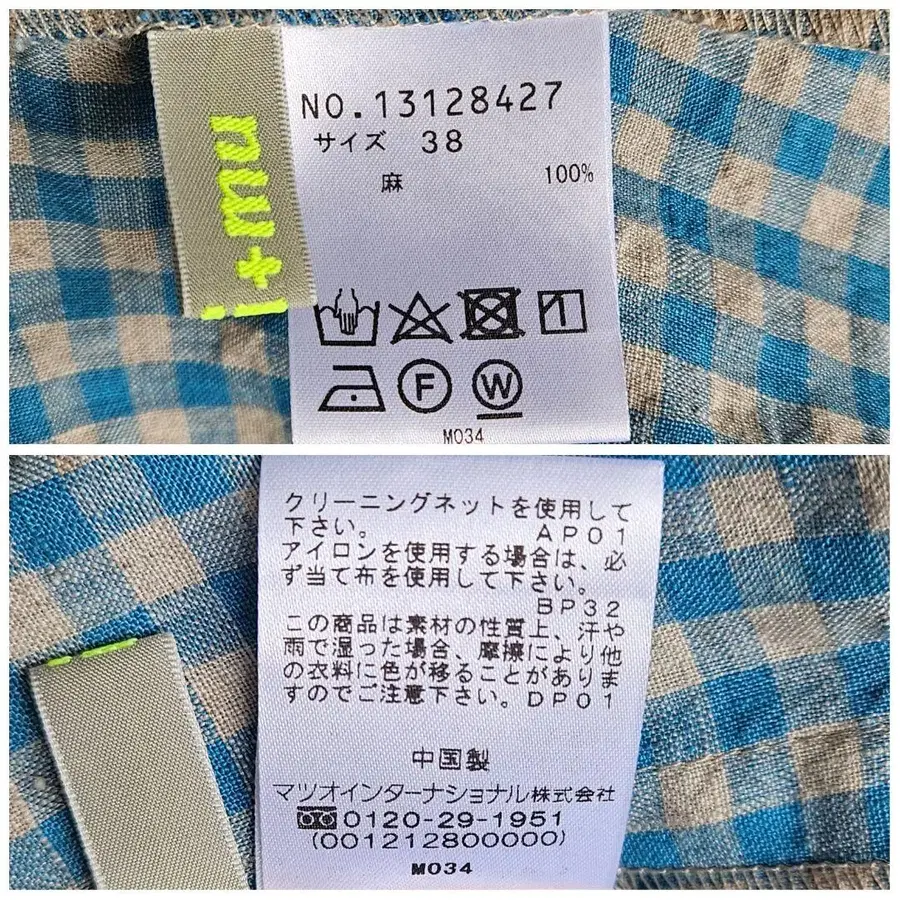 nw+
NO.13128427
サイズ 38
麻 100%
F W
M034
クリーニングネットを使用して
下さい。 AP01
アイロンを使用する場合は、必
ず当て布を使用して下さい。
BP32
この商品は素材の性質上、汗や
雨で湿った場合、摩擦により他
の衣料に色が移ることがありま
すのでご注意下さい。DP01
中国製
マツオインターナショナル株式会社
0120-29-1951
(001212800000)
M034